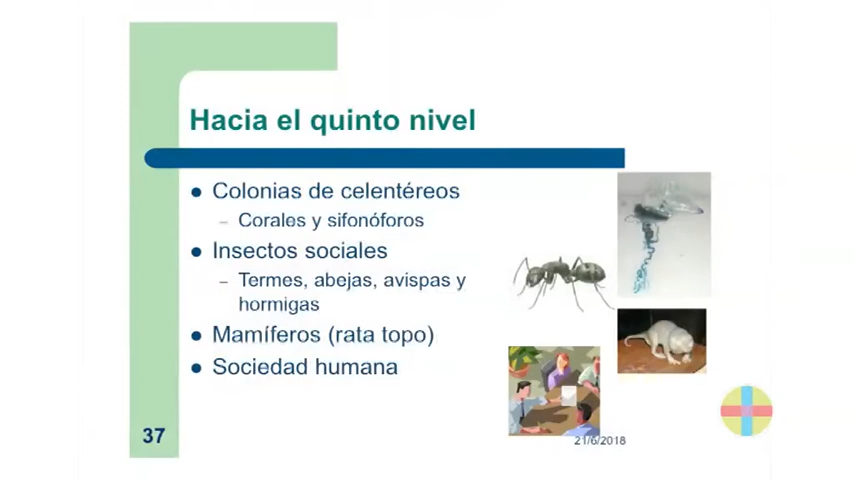 Hacia el quinto nivel
Colonias de celentéreos
– Corales y sifonóforos
Insectos sociales
– Termes, abejas, avispas y
hormigas
Mamíferos (rata topo)
Sociedad humana
37
21/6/2018